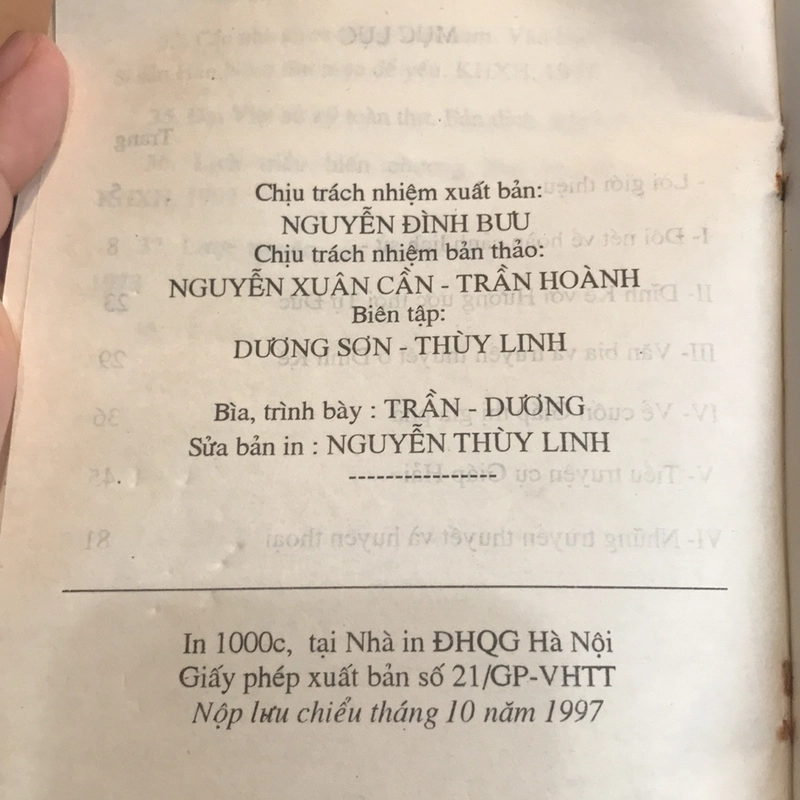 Chịu trách nhiệm xuất bản:
NGUYỄN ĐÌNH BƯU
Chịu trách nhiệm bản thảo:
NGUYỄN XUÂN CẦN - TRẦN HOÀNH
Biên tập:
DƯƠNG SƠN - THÙY LINH
Bìa, trình bày : TRẦN - DƯƠNG
Sửa bản in : NGUYỄN THÙY LINH
----------------
In 1000c, tại Nhà in ĐHQG Hà Nội
Giấy phép xuất bản số 21/GP-VHTT
Nộp lưu chiểu tháng 10 năm 1997